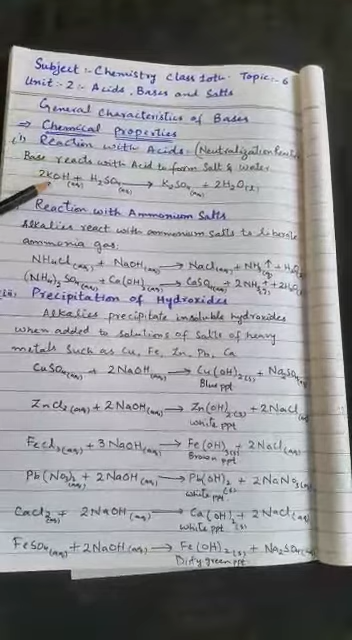 Subject :- Chemistry Class 10th. Topic :- 6
Unit :- 2 :- Acids, Bases and Salts
General Characteristics of Bases
⇒ Chemical Properties
i) Reaction with Acids :- (Neutralization
Base reacts with Acid to form Salt & Water
2KOH(aq) + H₂SO₄(aq) → K₂SO₄(aq) + 2H₂O(l)
Reaction with Ammonium Salts
Alkalies react with ammonium salts to
ammonia gas.
NH₄Cl(aq) + NaOH(aq) → NaCl(aq) + NH₃↑(g) + H₂O
(NH₄)₂SO₄(aq) + Ca(OH)₂(aq) → CaSO₄(aq) + 2NH₃↑(g) + 2H₂O
iii) Precipitation of Hydroxides
Alkalies precipitate insoluble hydroxides
when added to solutions of salts of heavy
metals such as Cu, Fe, Zn, Pb, Ca
CuSO₄(aq) + 2NaOH(aq) → Cu(OH)₂(s) + Na₂SO₄(aq)
Blue ppt
ZnCl₂(aq) + 2NaOH(aq) → Zn(OH)₂(s) + 2NaCl(aq)
white ppt
FeCl₃(aq) + 3NaOH(aq) → Fe(OH)₃(s) + 2NaCl(aq)
Brown ppt
Pb(NO₃)₂(aq) + 2NaOH(aq) → Pb(OH)₂(s) + 2NaNO₃(aq)
white ppt
CaCl₂(aq) + 2NaOH(aq) → Ca(OH)₂(s) + 2NaCl(aq)
white ppt
FeSO₄(aq) + 2NaOH(aq) → Fe(OH)₂(s) + Na₂SO₄(aq)
Dirty green ppt